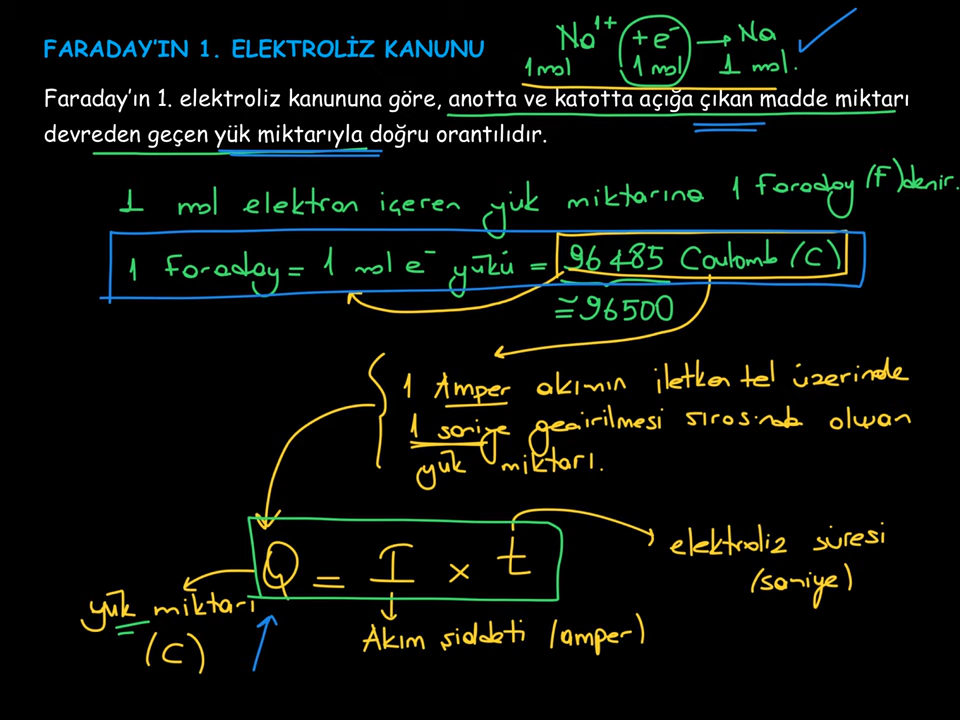 FARADAY'IN 1. ELEKTROLİZ KANUNU
Na¹⁺ + e⁻ → Na
1 mol 1 mol 1 mol.
Faraday'ın 1. elektroliz kanununa göre, anotta ve katotta açığa çıkan madde miktarı
devreden geçen yük miktarıyla doğru orantılıdır.
1 mol elektron içeren yük miktarına 1 Faraday (F) denir.
1 Faraday = 1 mol e⁻ yükü = 96485 Coulomb (C)
≅ 96500
1 Amper akımın iletken tel üzerinde
1 saniye geçirilmesi sırasında oluşan
yük miktarı.
Q = I x t
elektroliz süresi
(saniye)
yük miktarı
(C)
Akım şiddeti (amper)